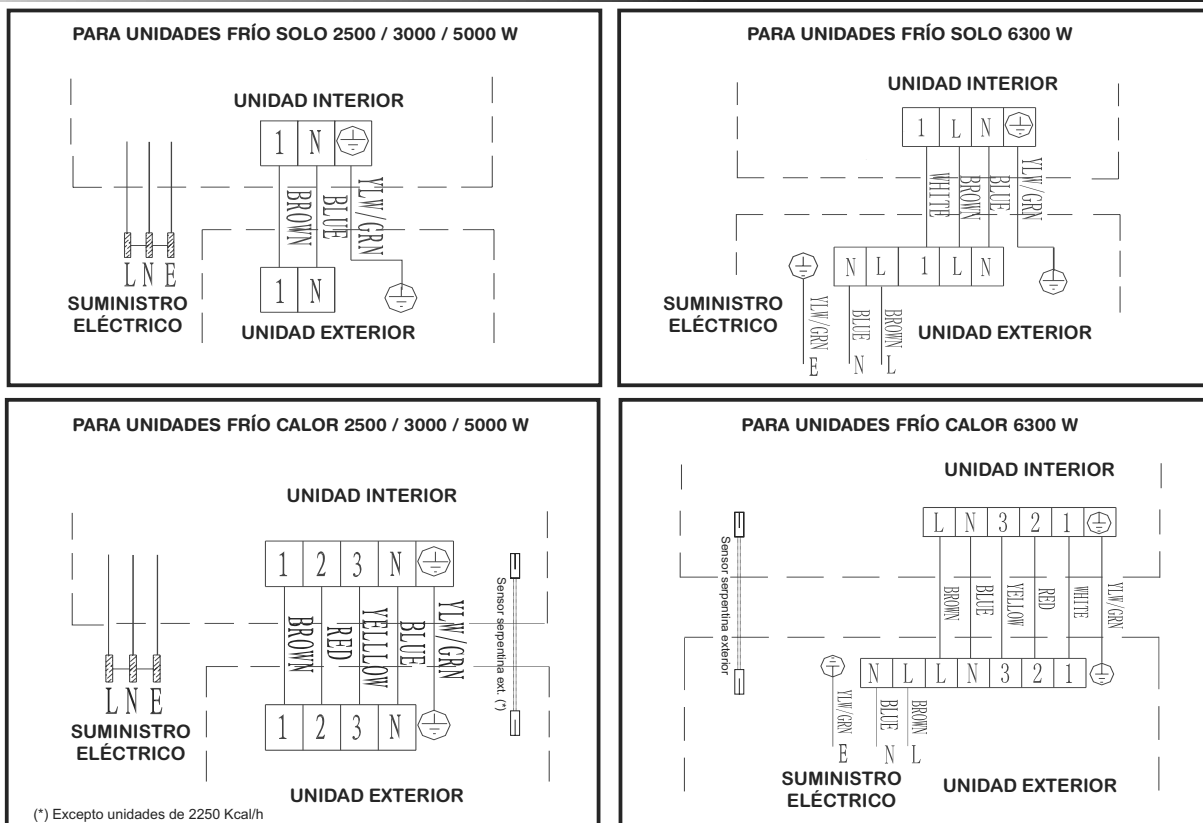 PARA UNIDADES FRÍO SOLO 2500 / 3000 / 5000 W
UNIDAD INTERIOR
1 N
BROWN
BLUE
YLW/GRN
L N E
SUMINISTRO
ELÉCTRICO
1 N
UNIDAD EXTERIOR
PARA UNIDADES FRÍO SOLO 6300 W
UNIDAD INTERIOR
1 L N
WHITE
BROWN
BLUE
YLW/GRN
N L 1 L N
SUMINISTRO
ELÉCTRICO
YLW/GRN
BLUE
BROWN
E N L
UNIDAD EXTERIOR
PARA UNIDADES FRÍO CALOR 2500 / 3000 / 5000 W
UNIDAD INTERIOR
1 2 3 N
BROWN
RED
YELLLOW
BLUE
YLW/GRN
Sensor serpentina ext. (*)
L N E
SUMINISTRO
ELÉCTRICO
1 2 3 N
UNIDAD EXTERIOR
(*) Excepto unidades de 2250 Kcal/h
PARA UNIDADES FRÍO CALOR 6300 W
UNIDAD INTERIOR
L N 3 2 1
Sensor serpentina exterior
BROWN
BLUE
YELLOW
RED
WHITE
YLW/GRN
N L L N 3 2 1
YLW/GRN
BLUE
BROWN
E N L
SUMINISTRO
ELÉCTRICO
UNIDAD EXTERIOR